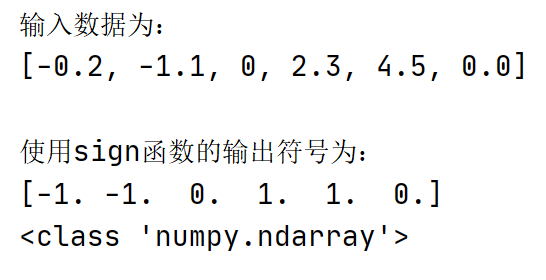 输入数据为：
[-0.2, -1.1, 0, 2.3, 4.5, 0.0]
使用sign函数的输出符号为：
[-1. -1.  0.  1.  1.  0.]
<class 'numpy.ndarray'>